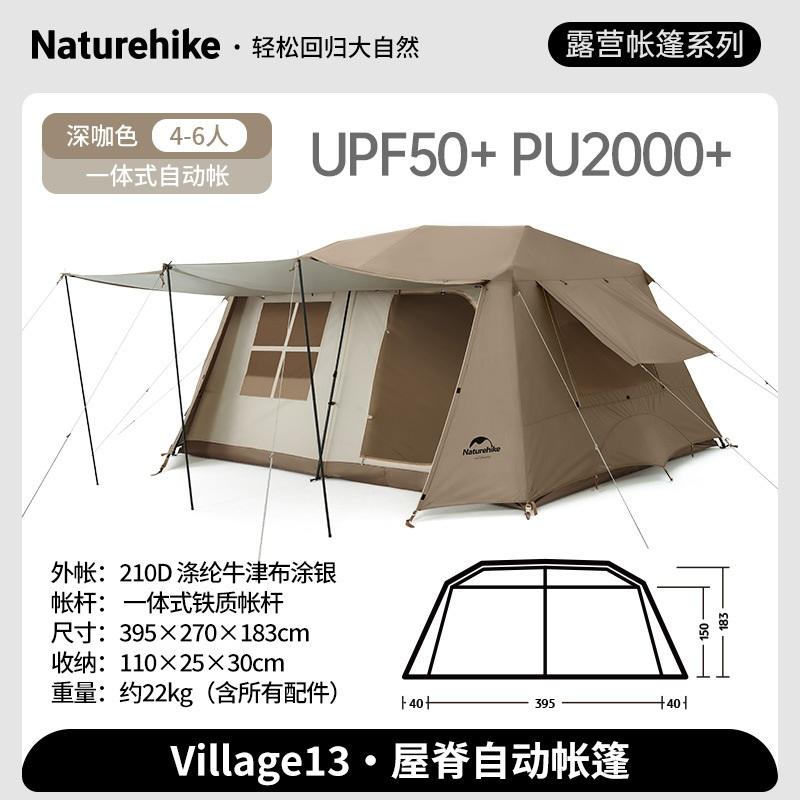 Naturehike · 轻松回归大自然
露营帐篷系列
深咖色 4-6人
一体式自动帐
UPF50+ PU2000+
Naturehike
外帐：210D 涤纶牛津布涂银
帐杆：一体式铁质帐杆
尺寸：395×270×183cm
收纳：110×25×30cm
重量：约22kg（含所有配件）
150
183
40
395
40
Village13·屋脊自动帐篷